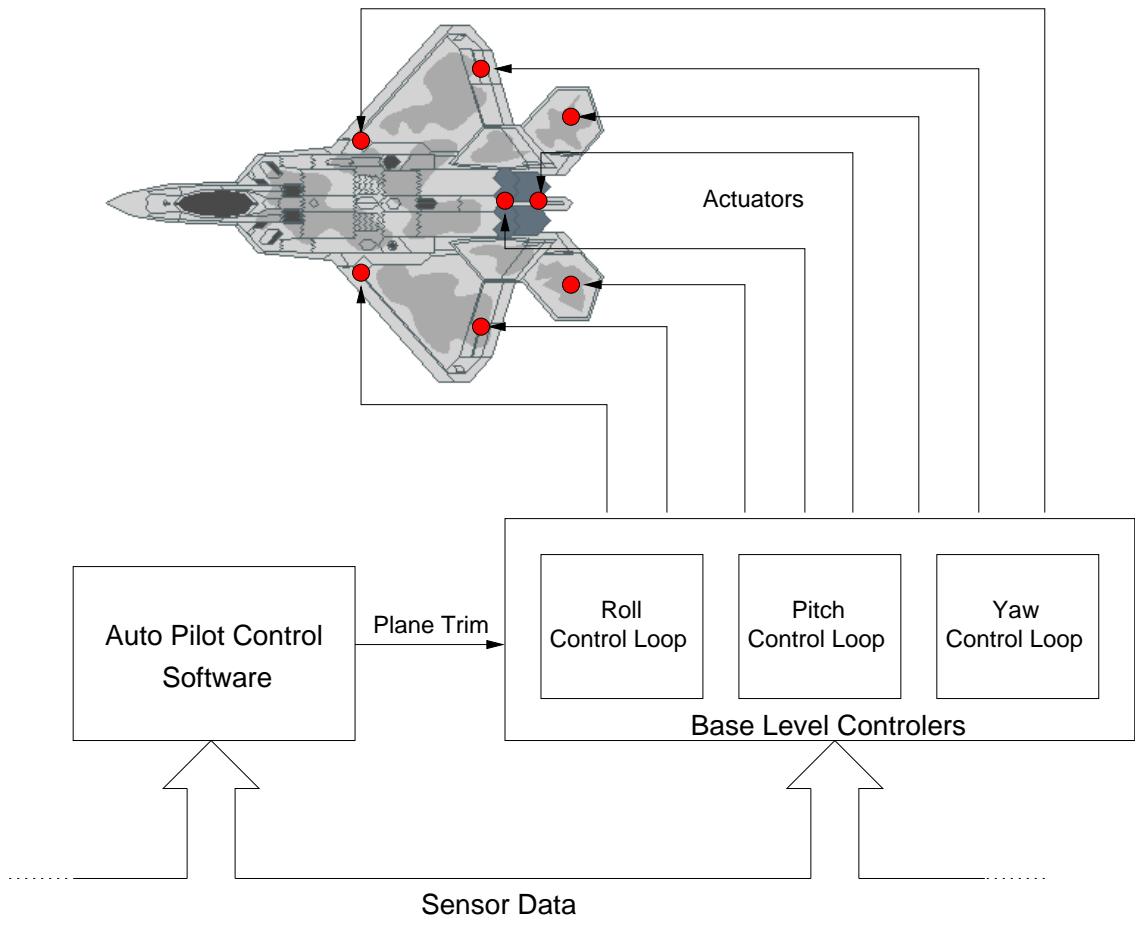 Actuators
Auto Pilot Control
Software
Plane Trim
Roll
Control Loop
Pitch
Control Loop
Yaw
Control Loop
Base Level Controlers
Sensor Data